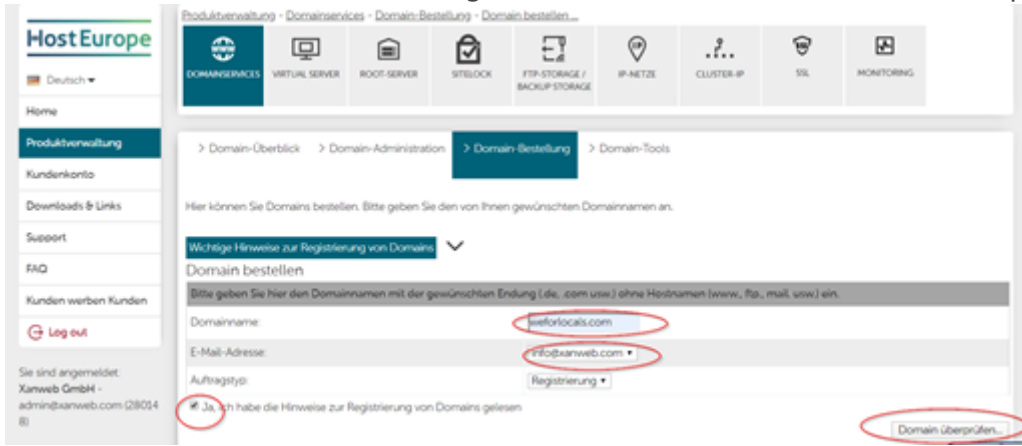 Produktverwaltung - Domainservices - Domain-Bestellung - Domain bestellen...
HostEurope
Deutsch
DOMAINSERVICES
VIRTUAL SERVER
ROOT-SERVER
SITELOCK
FTP-STORAGE /
BACKUP STORAGE
IP-NETZE
CLUSTER-IP
SSL
MONITORING
Home
Produktverwaltung
Kundenkonto
Downloads & Links
Support
FAQ
Kunden werben Kunden
Log out
Sie sind angemeldet:
Xanweb GmbH -
admin@xanweb.com (28014
8)
> Domain-Überblick
> Domain-Administration
> Domain-Bestellung
> Domain-Tools
Hier können Sie Domains bestellen. Bitte geben Sie den von Ihnen gewünschten Domainnamen an.
Wichtige Hinweise zur Registrierung von Domains
Domain bestellen
Bitte geben Sie hier den Domainnamen mit der gewünschten Endung (.de, .com usw.) ohne Hostnamen (www., ftp., mail. usw.) ein.
Domainname: weforlocals.com
E-Mail-Adresse: info@xanweb.com
Auftragstyp: Registrierung
Ja, ich habe die Hinweise zur Registrierung von Domains gelesen
Domain überprüfen...